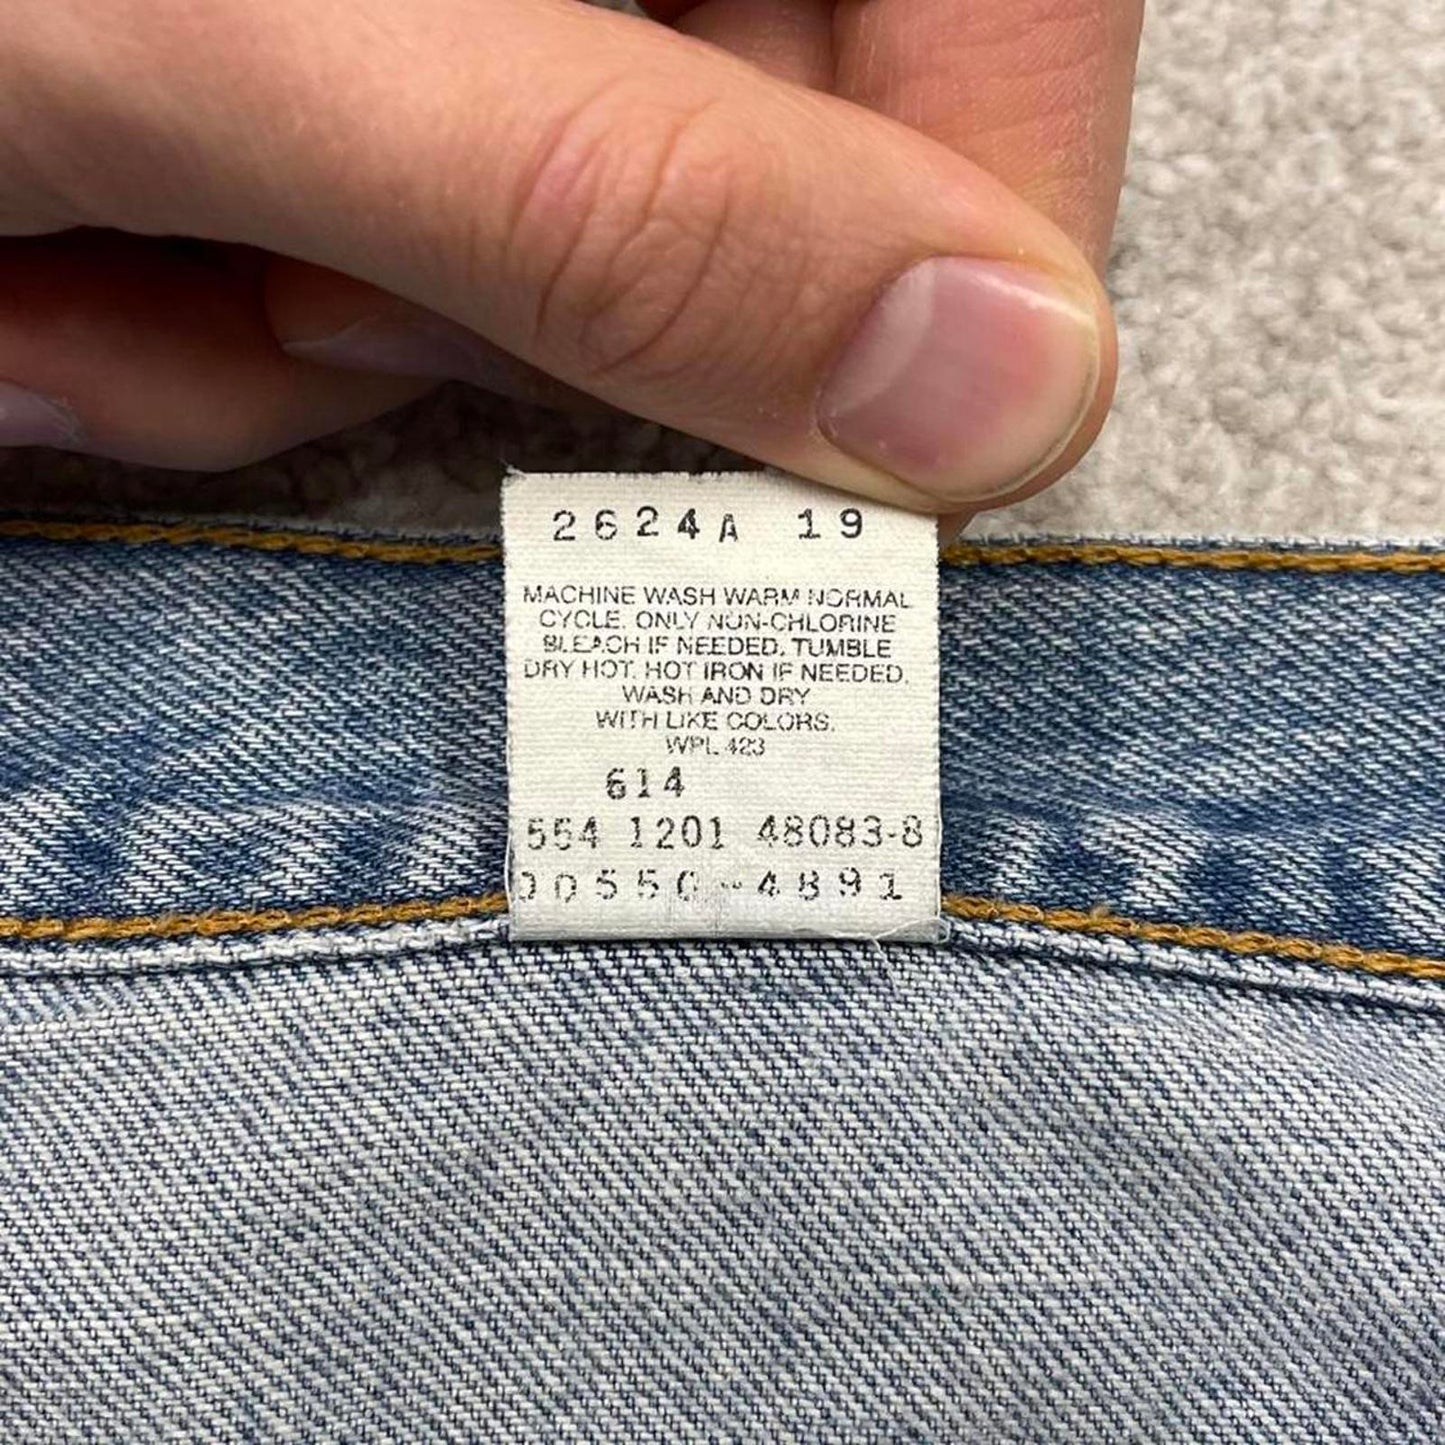 2624A 19
MACHINE WASH WARM NORMAL
CYCLE. ONLY NON-CHLORINE
BLEACH IF NEEDED. TUMBLE
DRY HOT. HOT IRON IF NEEDED.
WASH AND DRY
WITH LIKE COLORS.
WPL 423
614
554 1201 48083-8
00550-4891